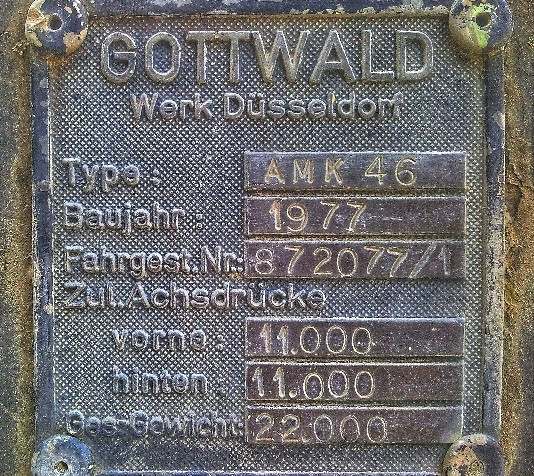 GOTTWALD
Werk Düsseldorf
Type: AMK 46
Baujahr: 1977
Fahrgest. Nr.: 872077/1
Zul. Achsdrücke
vorne: 11.000
hinten: 11.000
Ges-Gewicht: 22.000